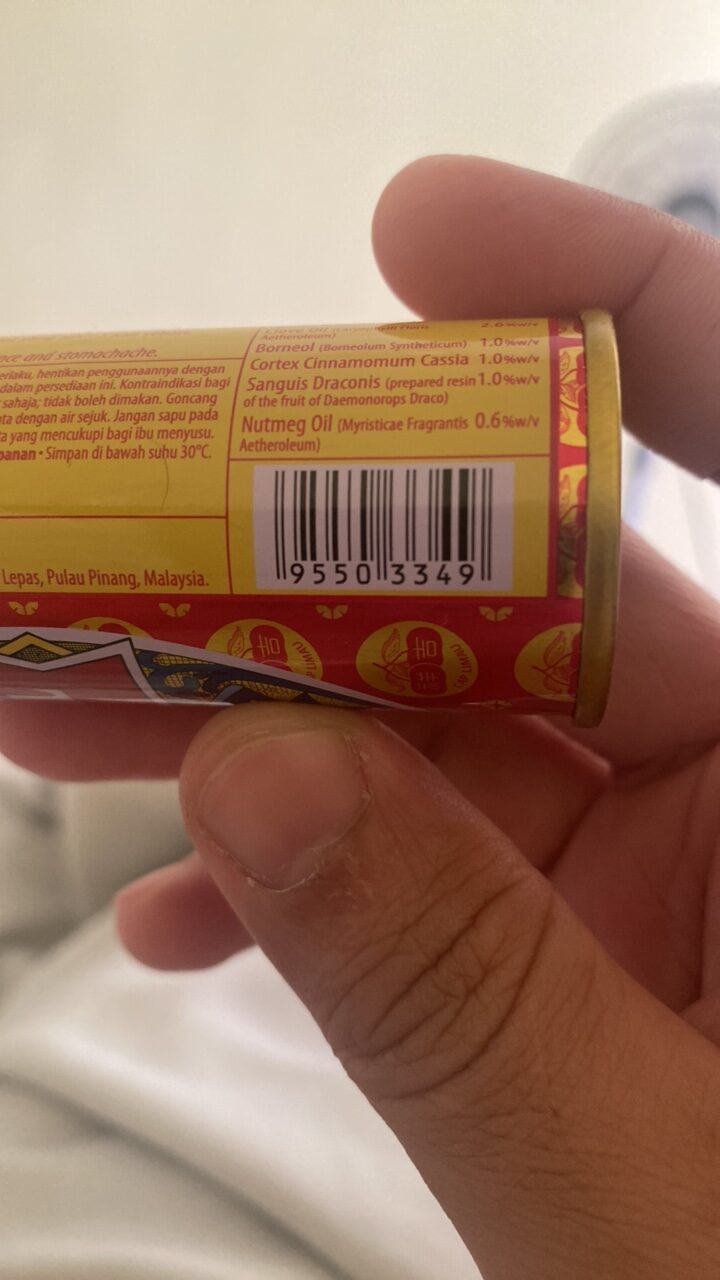 nce and stomachache.
erlaku, hentikan penggunaannya dengan
dalam persediaan ini. Kontraindikasi bagi
sahaja, tidak boleh dimakan. Goncang
ta dengan air sejuk. Jangan sapu pada
ta yang mencukupi bagi ibu menyusu.
panan • Simpan di bawah suhu 30°C.
Lepas, Pulau Pinang, Malaysia.
Clove Oil 2.6%w/v
Aetheroleum)
Borneol (Borneolum Syntheticum) 1.0%w/v
Cortex Cinnamomum Cassia 1.0%w/v
Sanguis Draconis (prepared resin 1.0%w/v
of the fruit of Daemonorops Draco)
Nutmeg Oil (Myristicae Fragrantis 0.6%w/v
Aetheroleum)
9550 3349